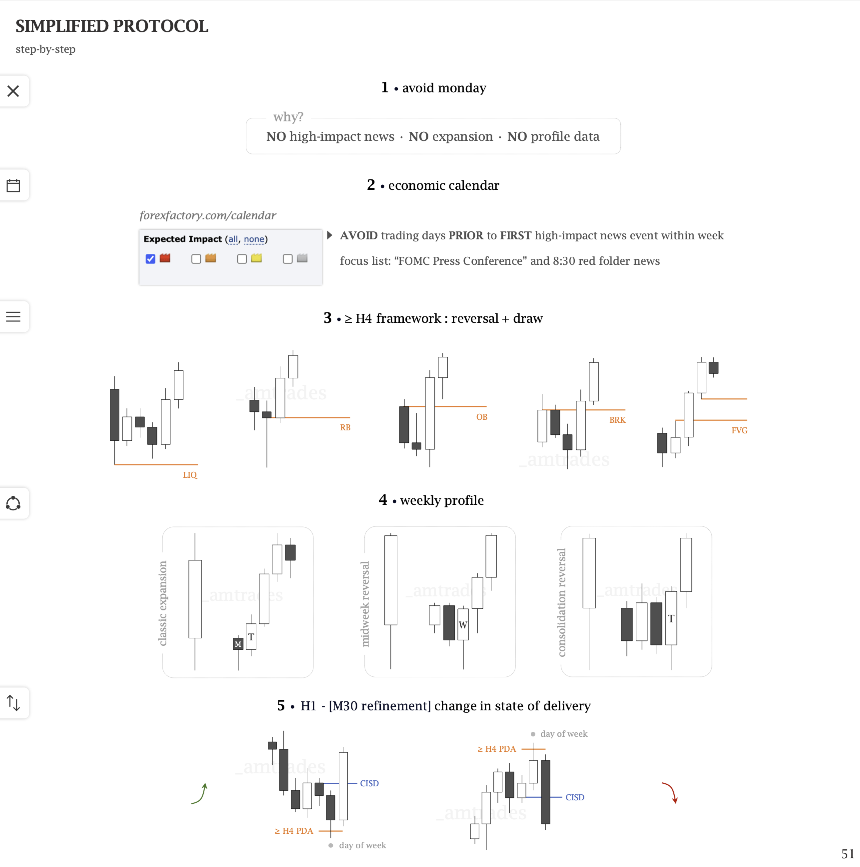 SIMPLIFIED PROTOCOL
step-by-step
1 • avoid monday
why?
NO high-impact news · NO expansion · NO profile data
2 • economic calendar
forexfactory.com/calendar
Expected Impact (all, none)
AVOID trading days PRIOR to FIRST high-impact news event within week
focus list: “FOMC Press Conference” and 8:30 red folder news
3 • ≥ H4 framework : reversal + draw
_amtrades
LIQ
RB
OB
BRK
FVG
_amtrades
4 • weekly profile
classic expansion
_amtrades
M
T
midweek reversal
_amtrades
W
consolidation reversal
_amtrades
T
5 • H1 - [M30 refinement] change in state of delivery
_amtrades
CISD
≥ H4 PDA
• day of week
• day of week
≥ H4 PDA
CISD
_amtrades
51